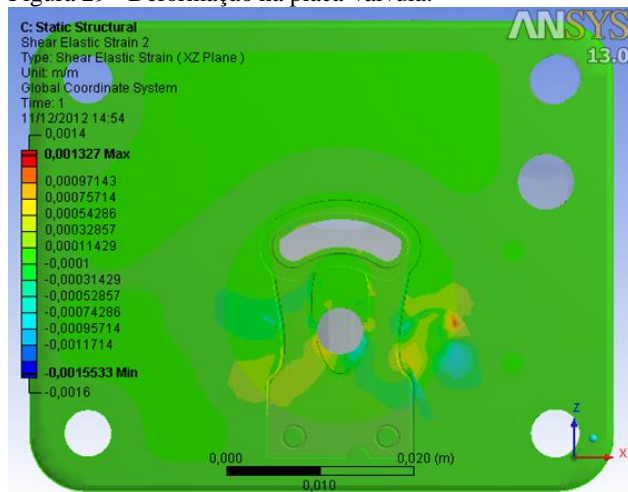 Figura 29 - Deformação na placa válvula.
C: Static Structural
Shear Elastic Strain 2
Type: Shear Elastic Strain ( XZ Plane )
Unit: m/m
Global Coordinate System
Time: 1
11/12/2012 14:54
ANSYS
13.0
0,0014
0,001327 Max
0,00097143
0,00075714
0,00054286
0,00032857
0,00011429
-0,0001
-0,00031429
-0,00052857
-0,00074286
-0,00095714
-0,0011714
-0,0015533 Min
-0,0016
0,000
0,020 (m)
0,010
Z
X